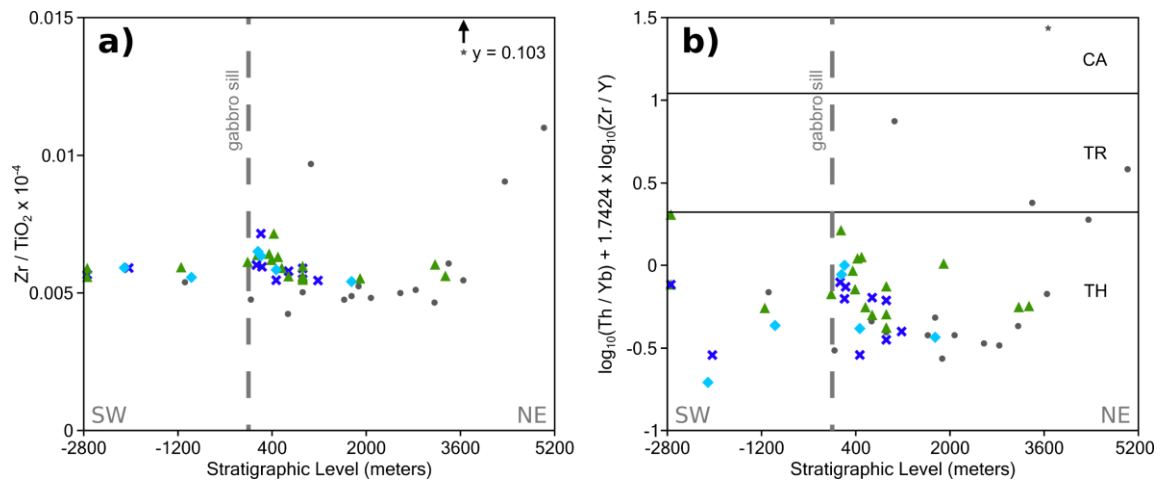 a)
0.015
0.01
0.005
0
Zr / TiO₂ x 10⁻⁴
gabbro sill
* y = 0.103
SW
NE
-2800 -1200 400 2000 3600 5200
Stratigraphic Level (meters)
b)
1.5
1
0.5
0
-0.5
-1
log₁₀(Th / Yb) + 1.7424 x log₁₀(Zr / Y)
gabbro sill
CA
TR
TH
SW
NE
-2800 -1200 400 2000 3600 5200
Stratigraphic Level (meters)